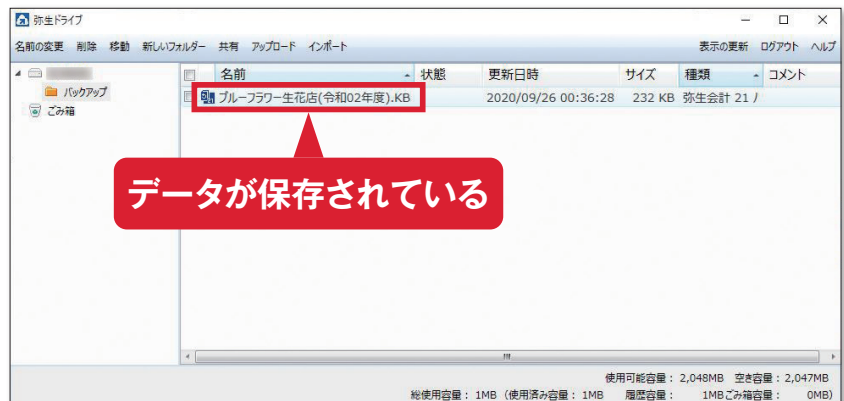 弥生ドライブ
名前の変更 削除 移動 新しいフォルダー 共有 アップロード インポート 表示の更新 ログアウト ヘルプ
名前 状態 更新日時 サイズ 種類 コメント
バックアップ
ブルーフラワー生花店(令和02年度).KB 2020/09/26 00:36:28 232 KB 弥生会計 21 /
ごみ箱
データが保存されている
使用可能容量： 2,048MB 空き容量：2,047MB
総使用容量： 1MB（使用済み容量： 1MB 履歴容量： 1MBごみ箱容量： 0MB)